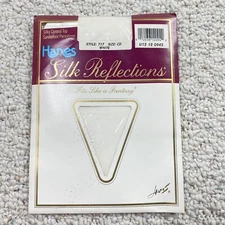 Silky Control Top
Sandalfoot Pantyhose
STYLE: 717 SIZE: CD
WHITE
Hanes
Silk Reflections
Fits Like a Fantasy